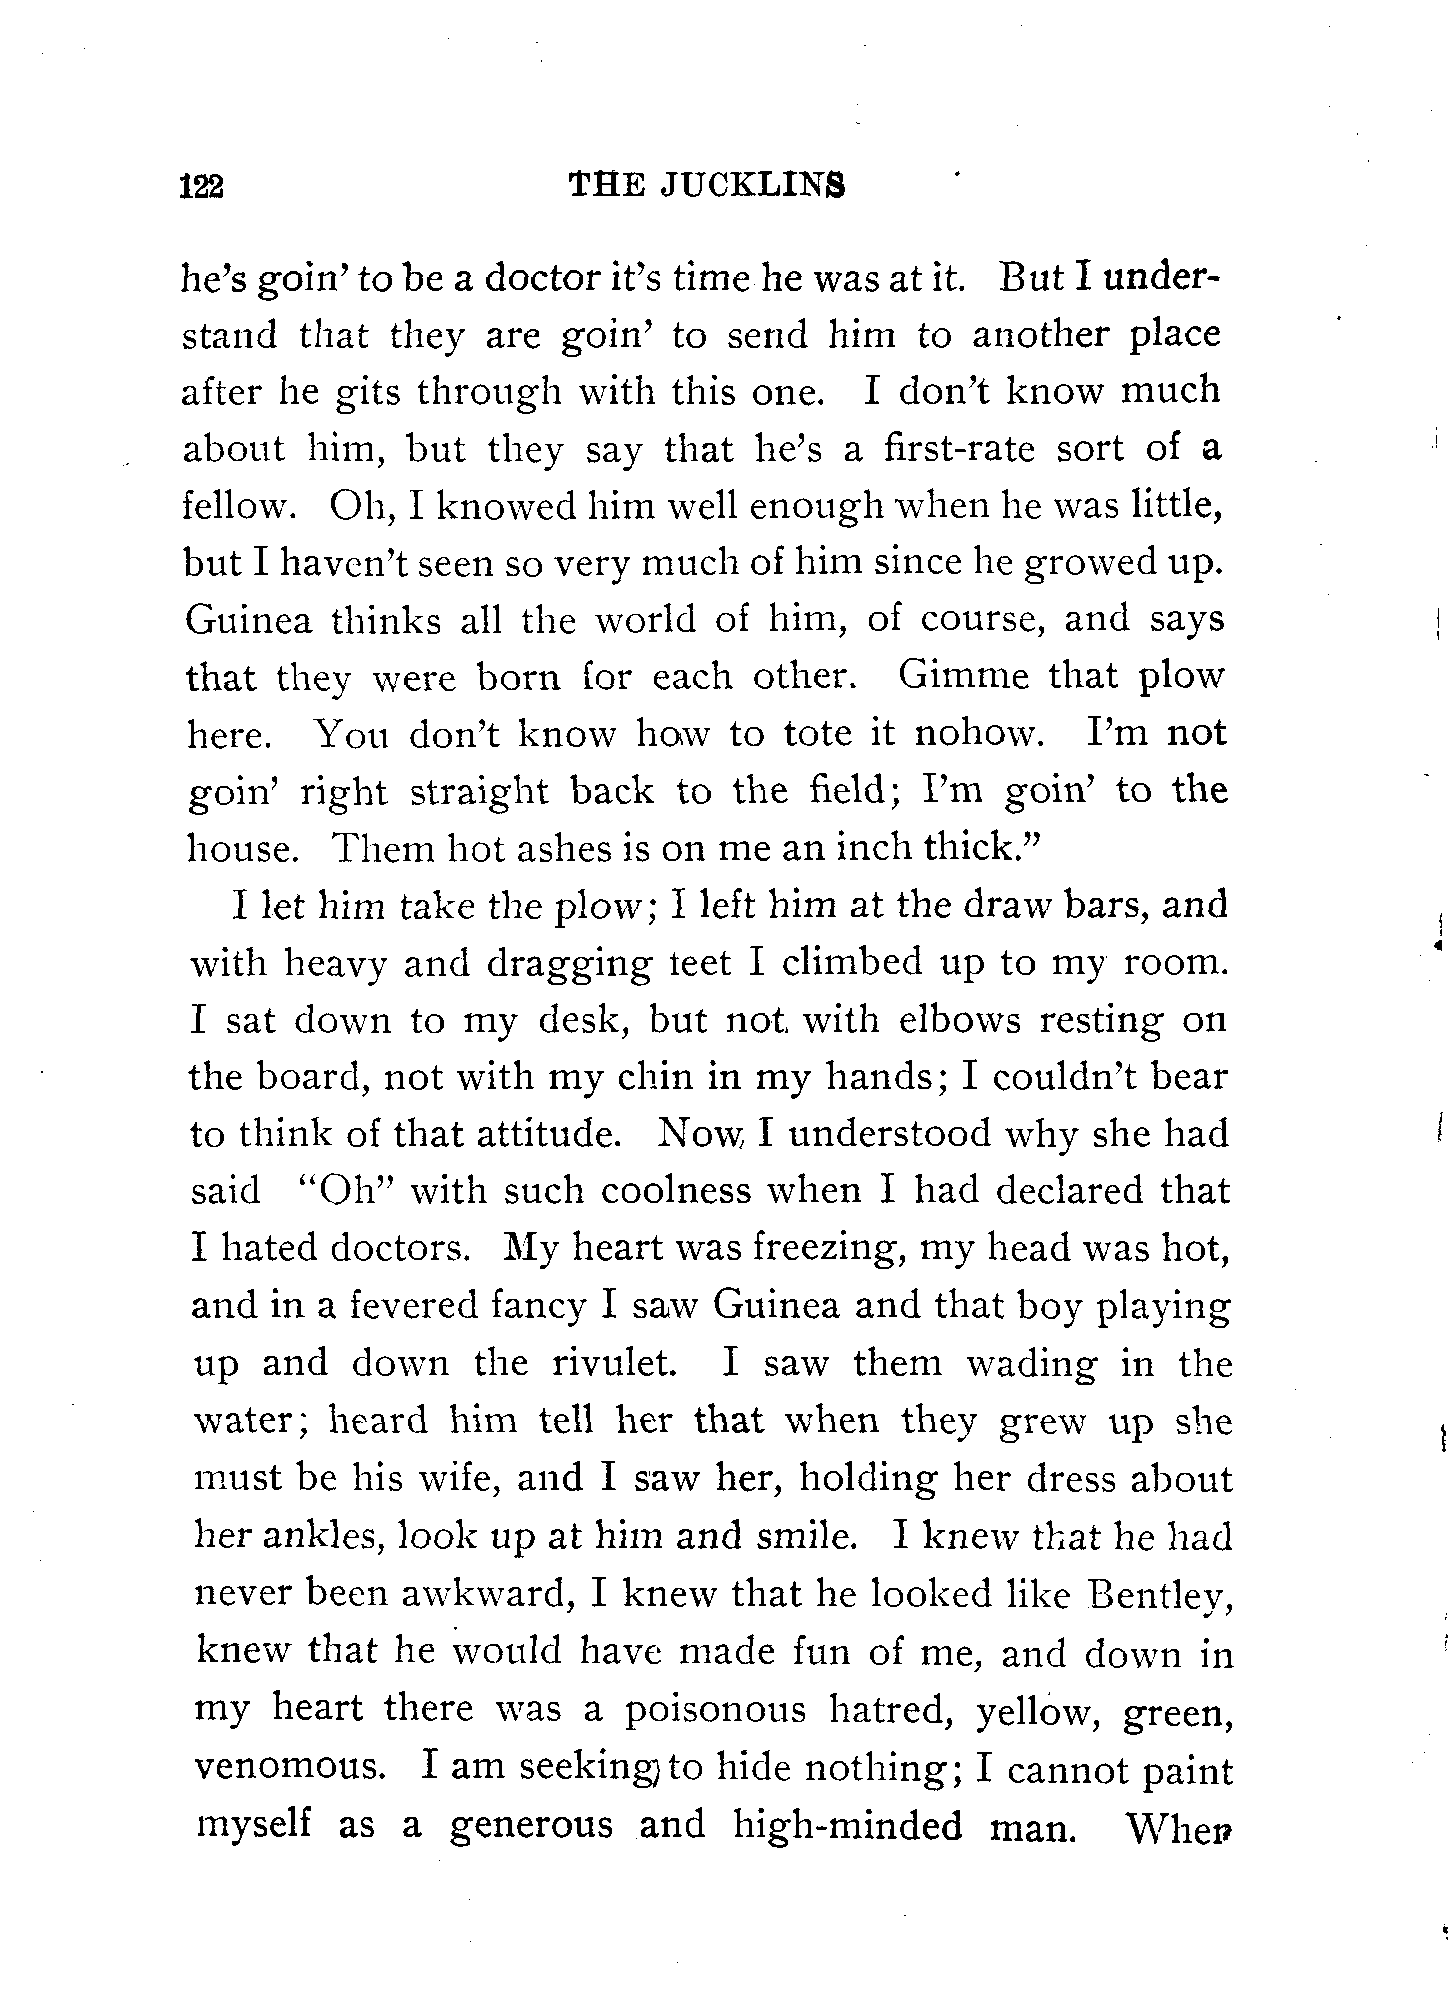 122 THE JUCKLINS
he's goin' to be a doctor it's time he was at it. But I under-
stand that they are goin' to send him to another place
after he gits through with this one. I don't know much
about him, but they say that he's a first-rate sort of a
fellow. Oh, I knowed him well enough when he was little,
but I haven't seen so very much of him since he growed up.
Guinea thinks all the world of him, of course, and says
that they were born for each other. Gimme that plow
here. You don't know how to tote it nohow. I'm not
goin' right straight back to the field; I'm goin' to the
house. Them hot ashes is on me an inch thick."
I let him take the plow; I left him at the draw bars, and
with heavy and dragging feet I climbed up to my room.
I sat down to my desk, but not with elbows resting on
the board, not with my chin in my hands; I couldn't bear
to think of that attitude. Now, I understood why she had
said "Oh" with such coolness when I had declared that
I hated doctors. My heart was freezing, my head was hot,
and in a fevered fancy I saw Guinea and that boy playing
up and down the rivulet. I saw them wading in the
water; heard him tell her that when they grew up she
must be his wife, and I saw her, holding her dress about
her ankles, look up at him and smile. I knew that he had
never been awkward, I knew that he looked like Bentley,
knew that he would have made fun of me, and down in
my heart there was a poisonous hatred, yellow, green,
venomous. I am seeking to hide nothing; I cannot paint
myself as a generous and high-minded man. When